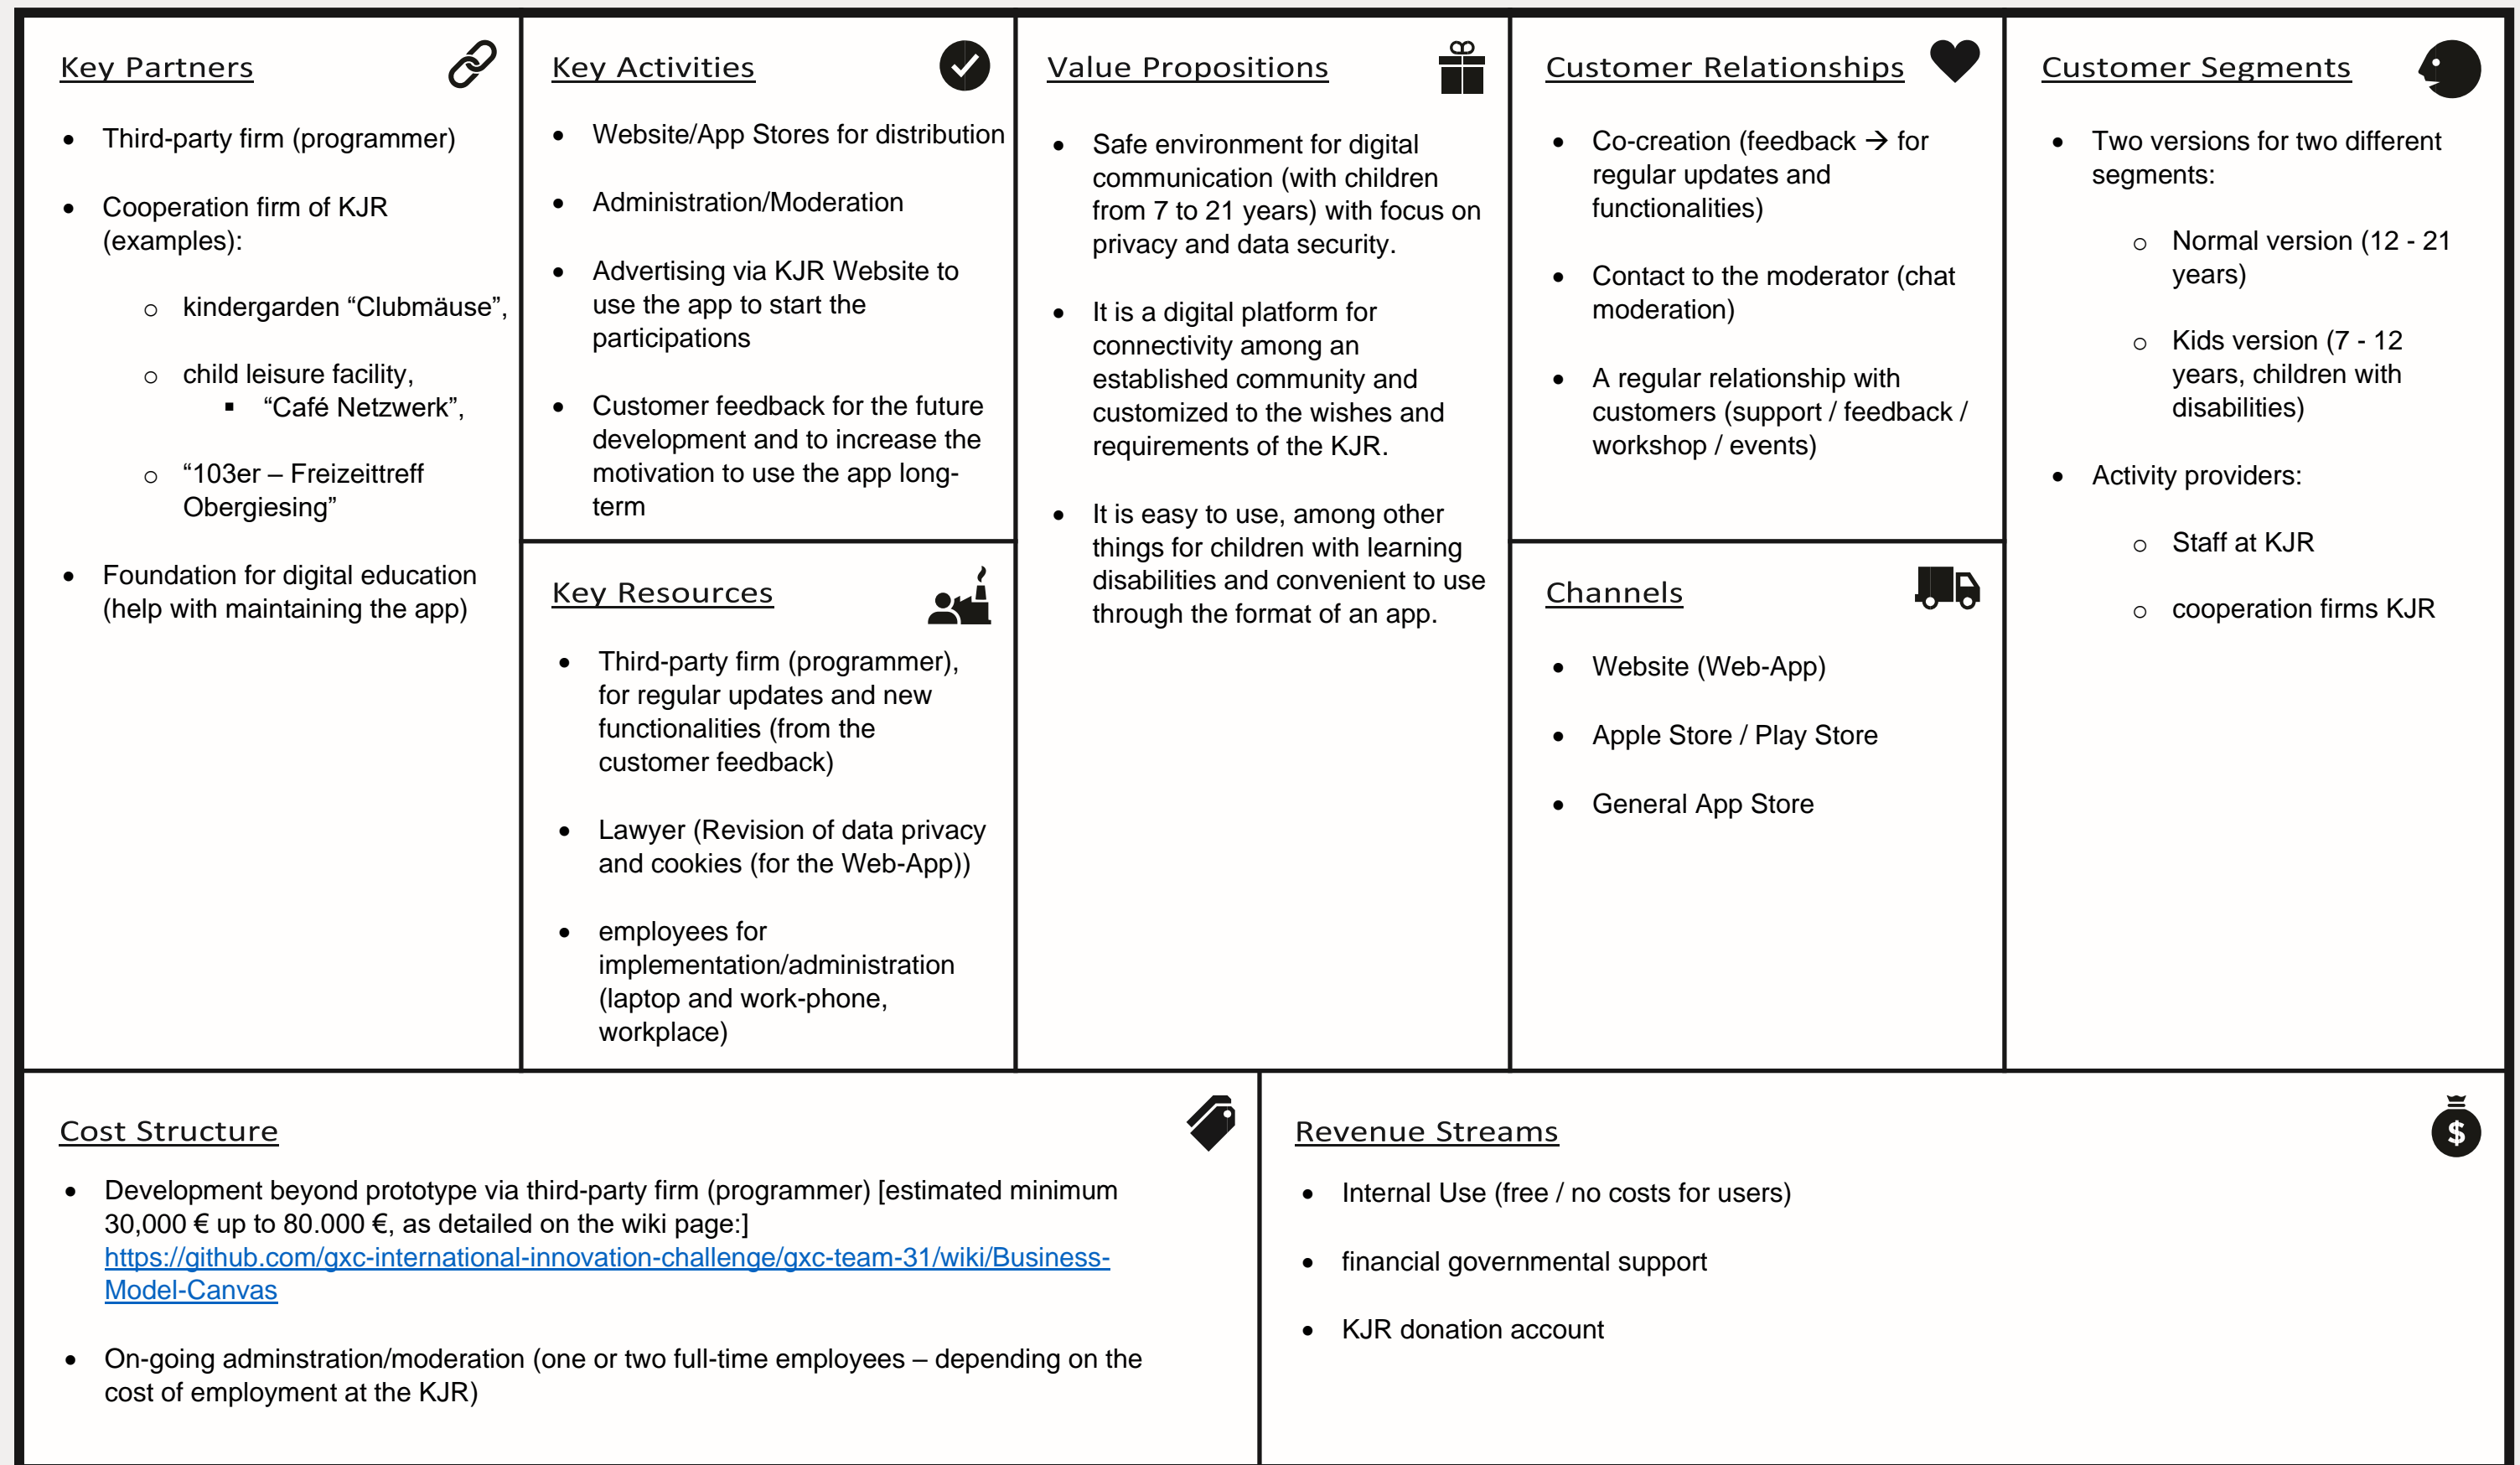 Key Partners
• Third-party firm (programmer)
• Cooperation firm of KJR
(examples):
o kindergarden “Clubmäuse”,
o child leisure facility,
▪ “Café Netzwerk”,
o “103er – Freizeittreff
Obergiesing”
• Foundation for digital education
(help with maintaining the app)
Key Activities
• Website/App Stores for distribution
• Administration/Moderation
• Advertising via KJR Website to
use the app to start the
participations
• Customer feedback for the future
development and to increase the
motivation to use the app long-
term
Key Resources
• Third-party firm (programmer),
for regular updates and new
functionalities (from the
customer feedback)
• Lawyer (Revision of data privacy
and cookies (for the Web-App))
• employees for
implementation/administration
(laptop and work-phone,
workplace)
Value Propositions
• Safe environment for digital
communication (with children
from 7 to 21 years) with focus on
privacy and data security.
• It is a digital platform for
connectivity among an
established community and
customized to the wishes and
requirements of the KJR.
• It is easy to use, among other
things for children with learning
disabilities and convenient to use
through the format of an app.
Customer Relationships
• Co-creation (feedback → for
regular updates and
functionalities)
• Contact to the moderator (chat
moderation)
• A regular relationship with
customers (support / feedback /
workshop / events)
Channels
• Website (Web-App)
• Apple Store / Play Store
• General App Store
Customer Segments
• Two versions for two different
segments:
o Normal version (12 - 21
years)
o Kids version (7 - 12
years, children with
disabilities)
• Activity providers:
o Staff at KJR
o cooperation firms KJR
Cost Structure
• Development beyond prototype via third-party firm (programmer) [estimated minimum
30,000 € up to 80.000 €, as detailed on the wiki page:]
https://github.com/gxc-international-innovation-challenge/gxc-team-31/wiki/Business-
Model-Canvas
• On-going adminstration/moderation (one or two full-time employees – depending on the
cost of employment at the KJR)
Revenue Streams
$
• Internal Use (free / no costs for users)
• financial governmental support
• KJR donation account